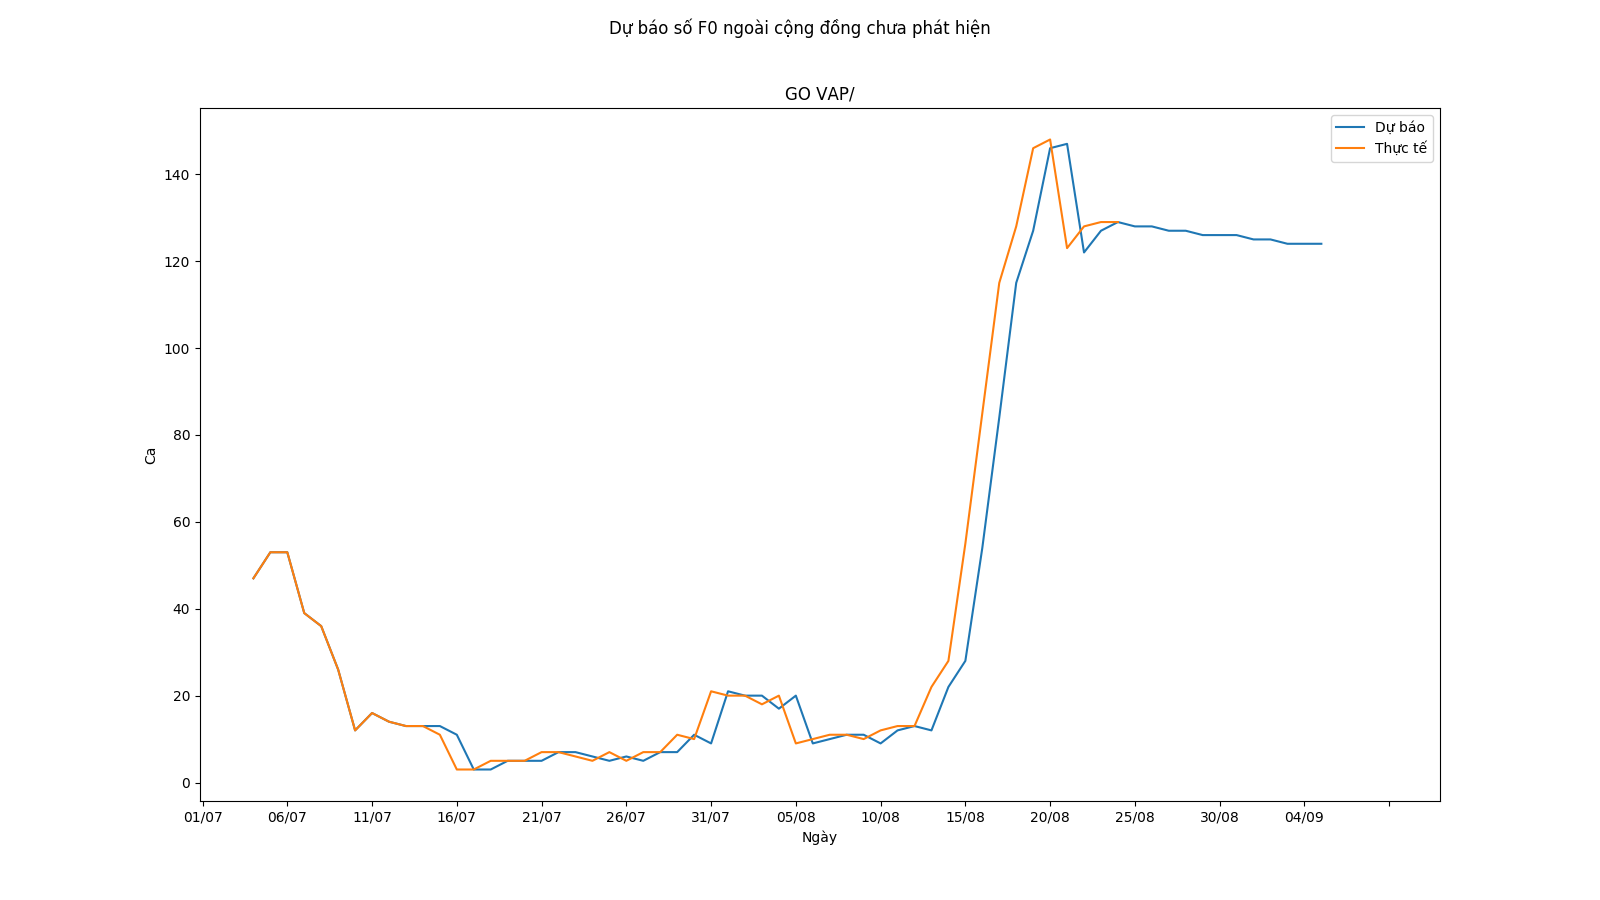 Dự báo số F0 ngoài cộng đồng chưa phát hiện
GO VAP/
Dự báo
Thực tế
140
120
100
80
60
40
20
0
Ca
01/07 06/07 11/07 16/07 21/07 26/07 31/07 05/08 10/08 15/08 20/08 25/08 30/08 04/09
Ngày